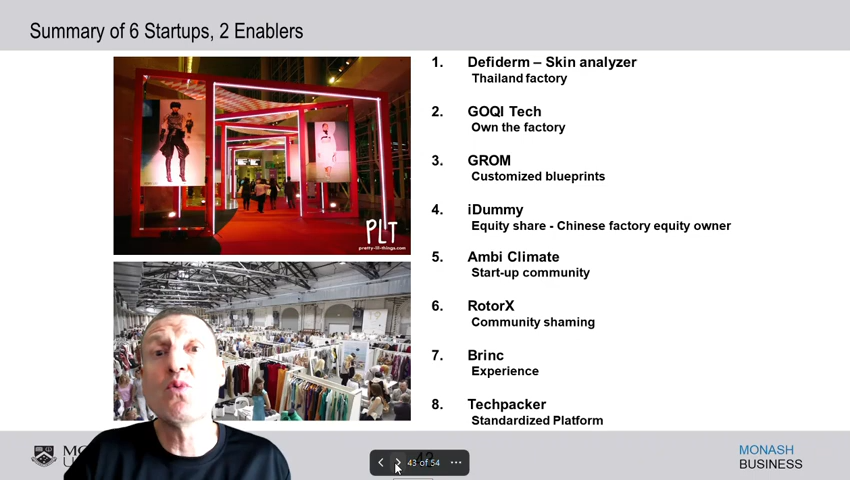 Summary of 6 Startups, 2 Enablers
1. Defiderm – Skin analyzer
Thailand factory
2. GOQI Tech
Own the factory
3. GROM
Customized blueprints
4. iDummy
Equity share - Chinese factory equity owner
5. Ambi Climate
Start-up community
6. RotorX
Community shaming
7. Brinc
Experience
8. Techpacker
Standardized Platform
PLT
pretty-lil-things.com
43 of 54
MONASH
BUSINESS